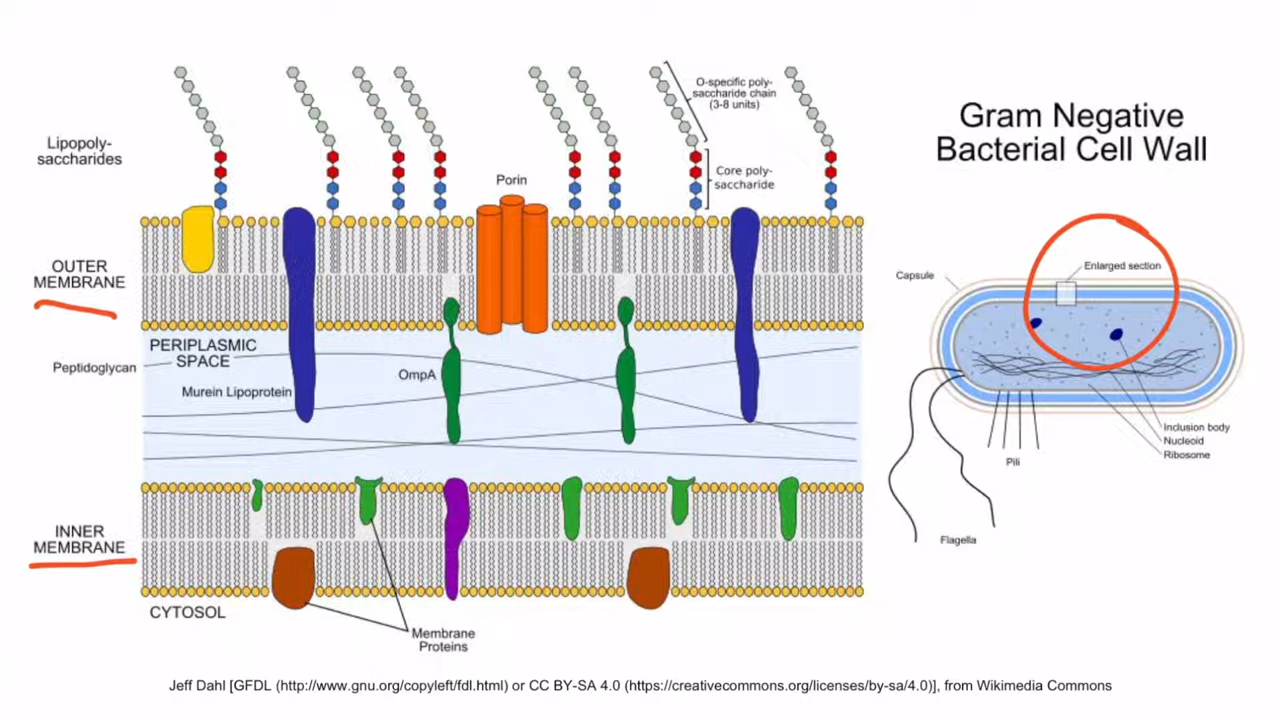 Gram Negative
Bacterial Cell Wall
O-specific poly-
saccharide chain
(3-8 units)
Lipopoly-
saccharides
Core poly-
saccharide
Porin
OUTER
MEMBRANE
PERIPLASMIC
SPACE
Peptidoglycan
Murein Lipoprotein
OmpA
INNER
MEMBRANE
CYTOSOL
Membrane
Proteins
Capsule
Enlarged section
Inclusion body
Nucleoid
Ribosome
Pili
Flagella
Jeff Dahl [GFDL (http://www.gnu.org/copyleft/fdl.html) or CC BY-SA 4.0 (https://creativecommons.org/licenses/by-sa/4.0)], from Wikimedia Commons